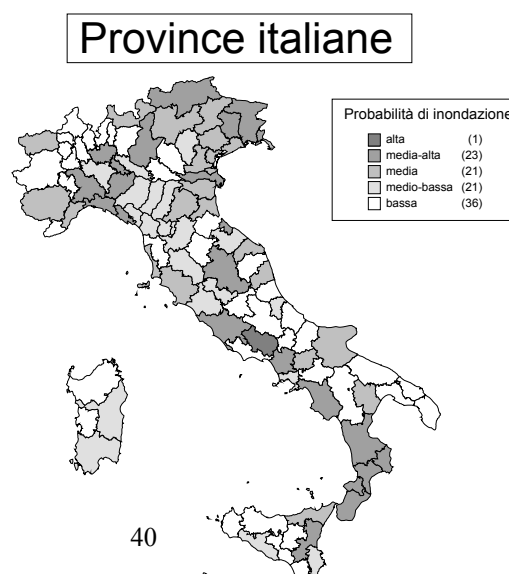 Province italiane
Probabilità di inondazione
alta (1)
media-alta (23)
media (21)
medio-bassa (21)
bassa (36)
40